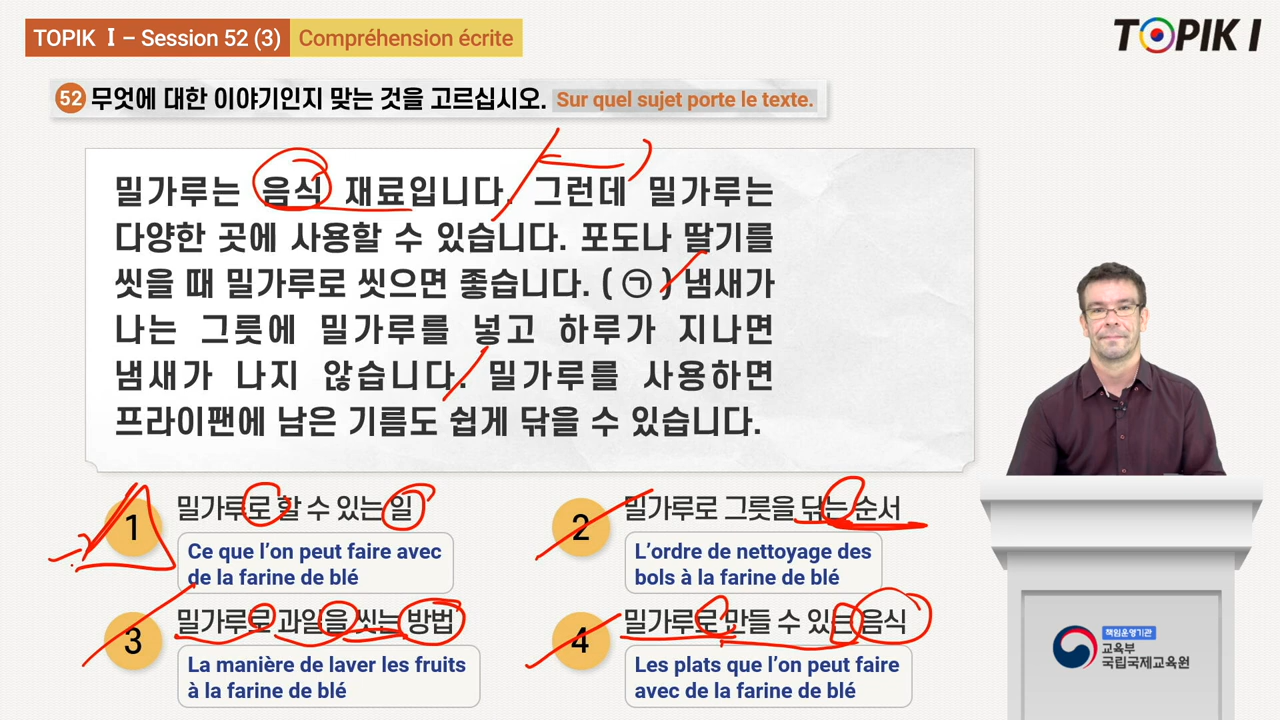 TOPIK I – Session 52 (3) Compréhension écrite
TOPIK I
52 무엇에 대한 이야기인지 맞는 것을 고르십시오. Sur quel sujet porte le texte.
밀가루는 음식 재료입니다. 그런데 밀가루는
다양한 곳에 사용할 수 있습니다. 포도나 딸기를
씻을 때 밀가루로 씻으면 좋습니다. ( ㉠ ) 냄새가
나는 그릇에 밀가루를 넣고 하루가 지나면
냄새가 나지 않습니다. 밀가루를 사용하면
프라이팬에 남은 기름도 쉽게 닦을 수 있습니다.
1 밀가루로 할 수 있는 일
Ce que l’on peut faire avec
de la farine de blé
2 밀가루로 그릇을 닦는 순서
L’ordre de nettoyage des
bols à la farine de blé
3 밀가루로 과일을 씻는 방법
La manière de laver les fruits
à la farine de blé
4 밀가루로 만들 수 있는 음식
Les plats que l’on peut faire
avec de la farine de blé
책임운영기관
교육부
국립국제교육원